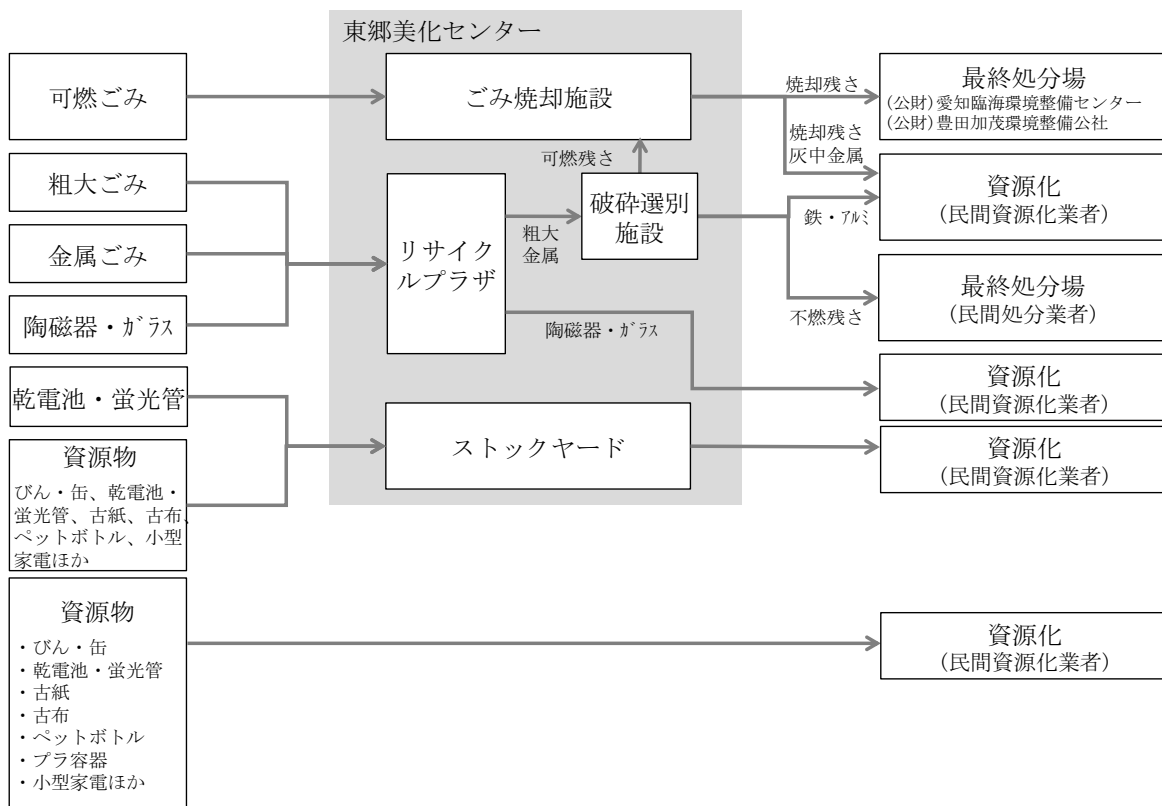 東郷美化センター
可燃ごみ
ごみ焼却施設
焼却残さ
最終処分場
(公財)愛知臨海環境整備センター
(公財)豊田加茂環境整備公社
焼却残さ
灰中金属
可燃残さ
粗大ごみ
破砕選別
施設
資源化
(民間資源化業者)
鉄・アルミ
リサイク
ルプラザ
粗大
金属
金属ごみ
最終処分場
(民間処分業者)
不燃残さ
陶磁器・ガラス
陶磁器・ガラス
資源化
(民間資源化業者)
乾電池・蛍光管
ストックヤード
資源化
(民間資源化業者)
資源物
びん・缶、乾電池・
蛍光管、古紙、古布、
ペットボトル、小型
家電ほか
資源物
・びん・缶
・乾電池・蛍光管
・古紙
・古布
・ペットボトル
・プラ容器
・小型家電ほか
資源化
(民間資源化業者)